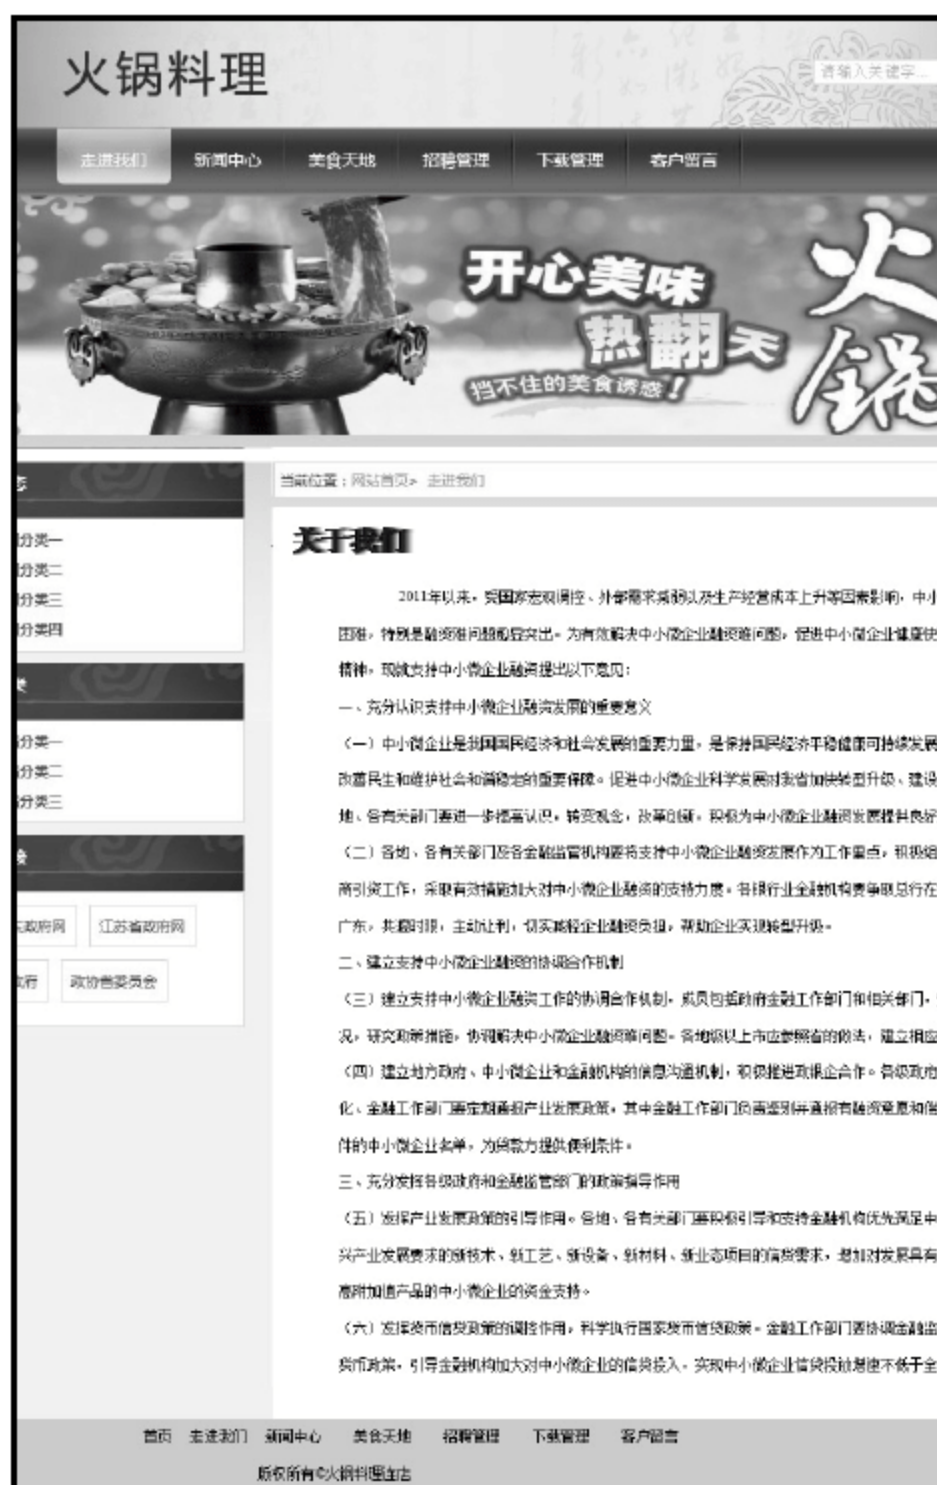 火锅料理
请输入关键字...
走进我们 新闻中心 美食天地 招聘管理 下载管理 客户留言
开心美味
热翻天
挡不住的美食诱惑!
火锅
分类一
分类二
分类三
分类四
分类一
分类二
分类三
政府网 江苏省政府网
政协省委员会
当前位置：网站首页> 走进我们
关于我们
2011年以来，受国家宏观调控、外部需求减弱以及生产经营成本上升等因素影响，中小
困难，特别是融资难问题愈显突出。为有效解决中小微企业融资难问题，促进中小微企业健康快
精神，现就支持中小微企业融资提出以下意见：
一、充分认识支持中小微企业融资发展的重要意义
（一）中小微企业是我国国民经济和社会发展的重要力量，是保持国民经济平稳健康可持续发展
改善民生和维护社会和谐稳定的重要保障。促进中小微企业科学发展对我省加快转型升级、建设
地、各有关部门要进一步提高认识，转变观念，改革创新，积极为中小微企业融资发展提供良好
（二）各地、各有关部门及各金融监管机构要将支持中小微企业融资发展作为工作重点，积极
商引资工作，采取有效措施加大对中小微企业融资的支持力度。各银行业金融机构要争取总行在
广东，共渡时艰，主动让利，切实减轻企业融资负担，帮助企业实现转型升级。
二、建立支持中小微企业融资的协调合作机制
（三）建立支持中小微企业融资工作的协调合作机制，成员包括政府金融工作部门和相关部门，
况，研究政策措施，协调解决中小微企业融资难问题。各地级以上市应参照省的做法，建立相应
（四）建立地方政府、中小微企业和金融机构的信息沟通机制，积极推进政银企合作。各级政府
化、金融工作部门要定期通报产业发展政策，其中金融工作部门负责鉴别并通报有融资意愿和
件的中小微企业名单，为贷款方提供便利条件。
三、充分发挥各级政府和金融监管部门的政策指导作用
（五）发挥产业发展政策的引导作用。各地、各有关部门要积极引导和支持金融机构优先满足中
兴产业发展要求的新技术、新工艺、新设备、新材料、新业态项目的信贷需求，增加对发展具有
高附加值产品的中小微企业的资金支持。
（六）发挥货币信贷政策的调控作用，科学执行国家货币信贷政策。金融工作部门要协调金融监
货币政策，引导金融机构加大对中小微企业的信贷投入，实现中小微企业信贷投放增速不低于全
首页 走进我们 新闻中心 美食天地 招聘管理 下载管理 客户留言
版权所有©火锅料理连店